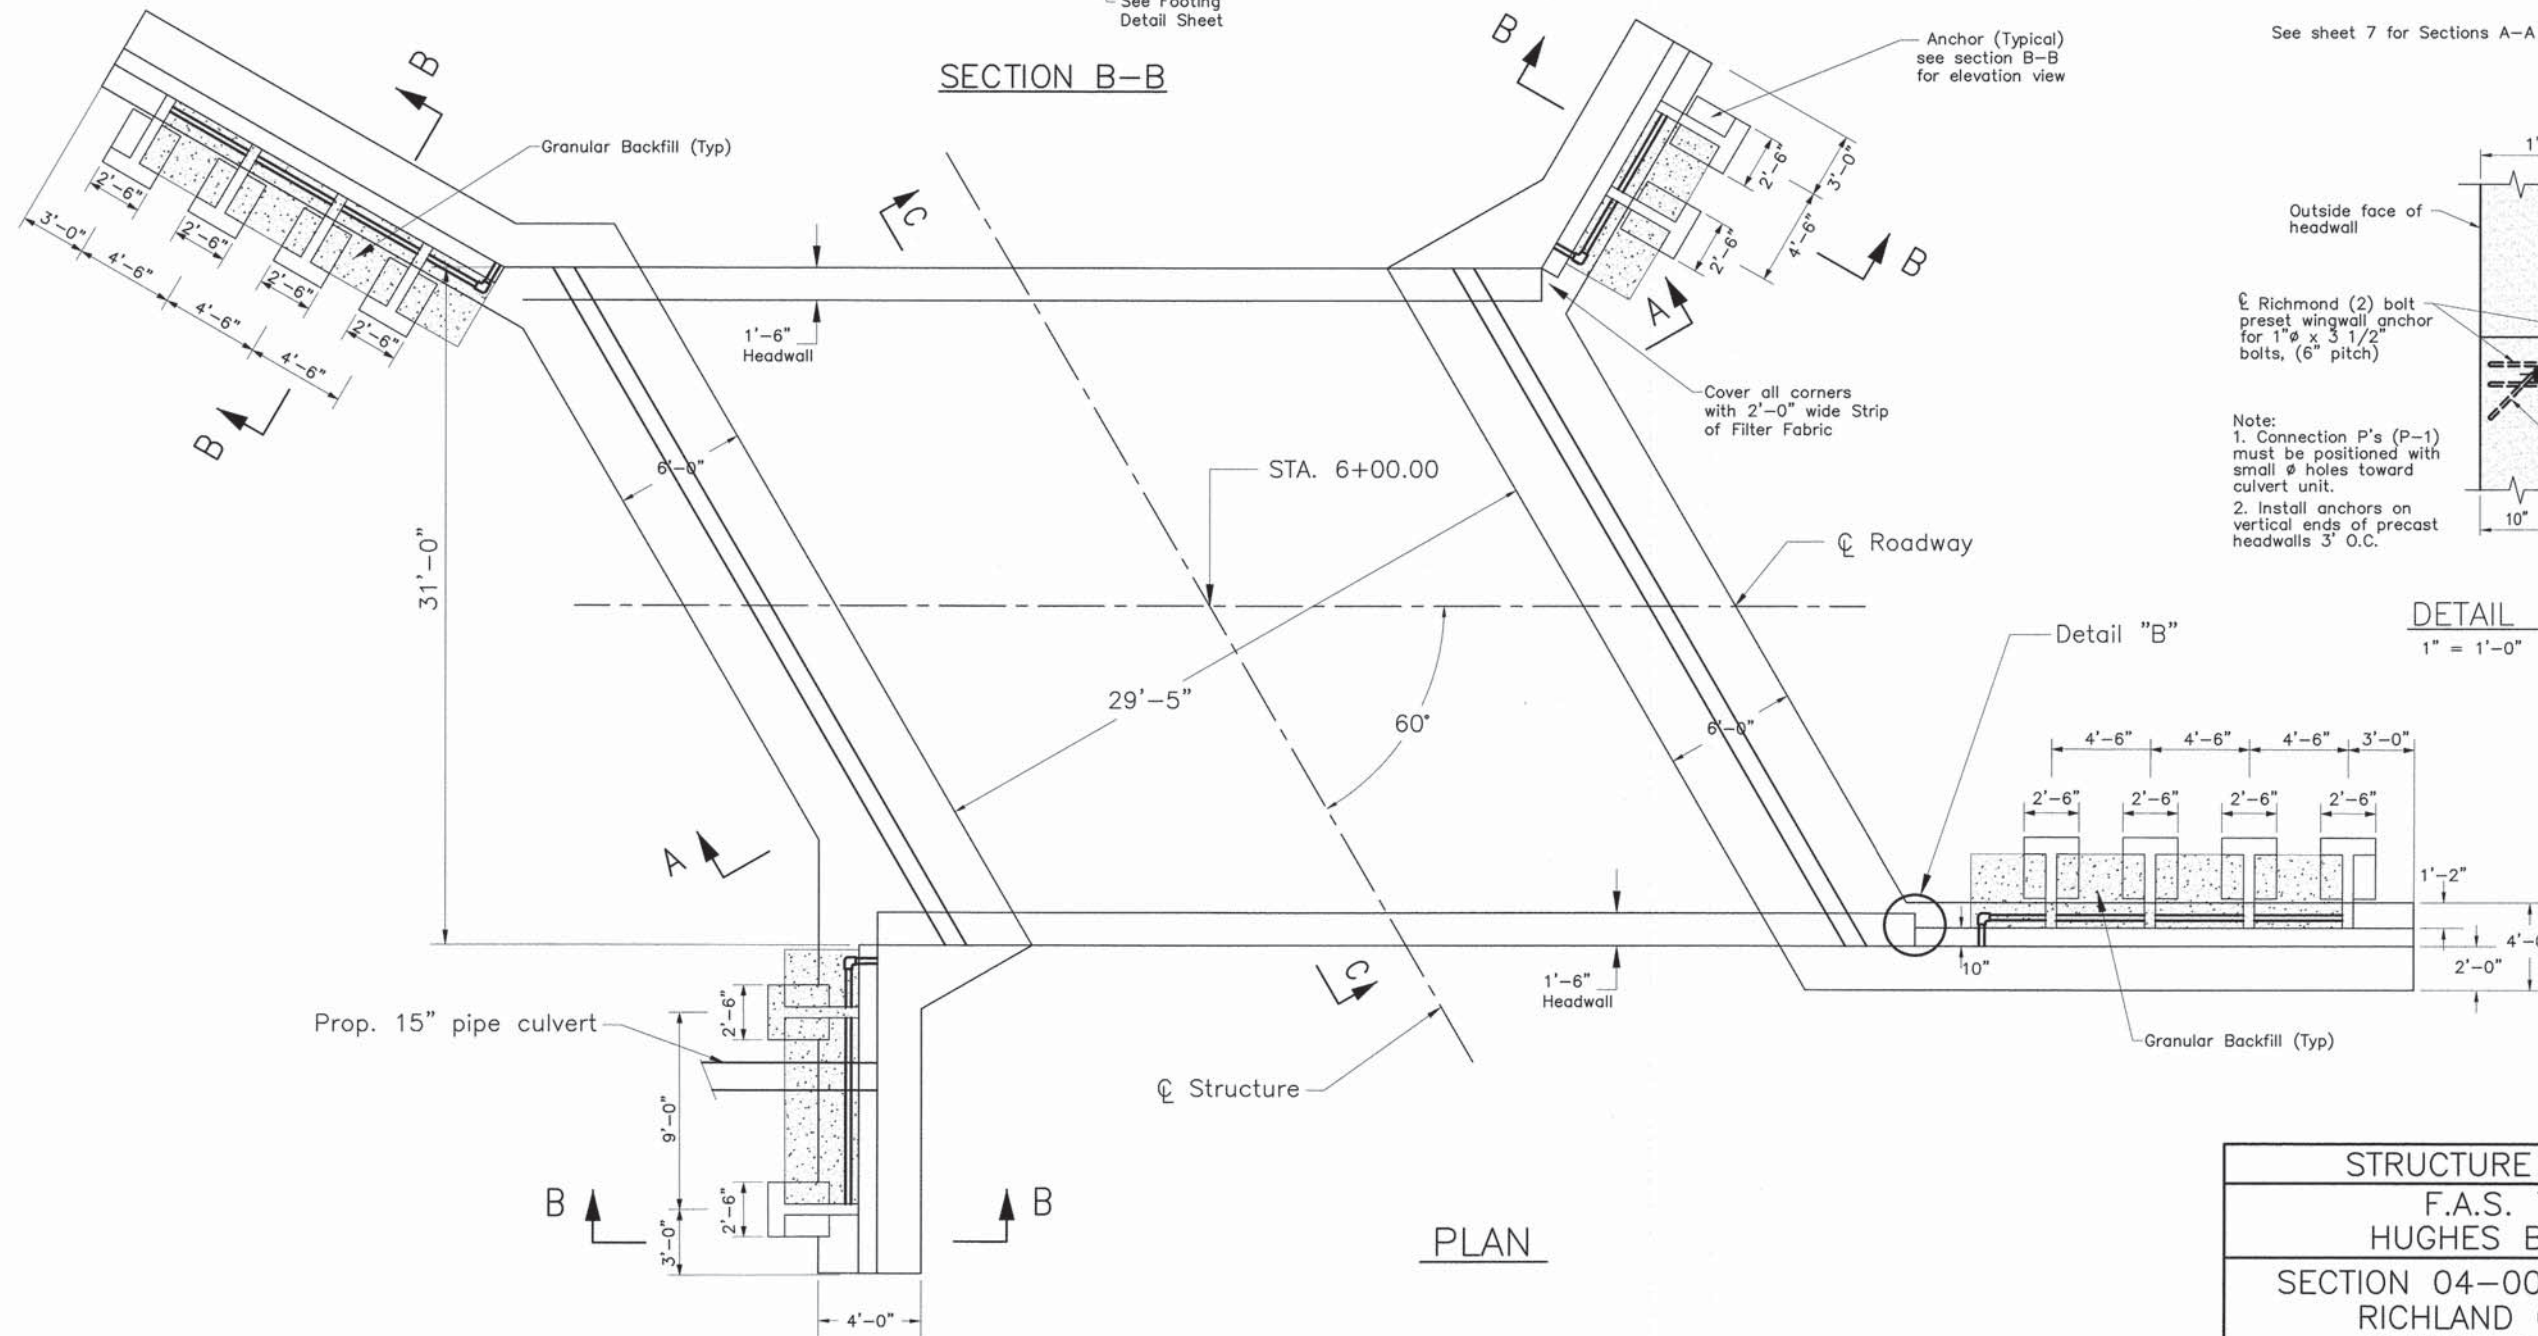 See Footing
Detail Sheet
SECTION B-B
B
B
Anchor (Typical)
see section B-B
for elevation view
See sheet 7 for Sections A-A
Granular Backfill (Typ)
C
2'-6"
2'-6"
2'-6"
2'-6"
3'-0"
4'-6"
4'-6"
4'-6"
B
2'-6"
3'-0"
2'-6"
4'-6"
B
A
1'-6"
Headwall
Cover all corners
with 2'-0" wide Strip
of Filter Fabric
Outside face of
headwall
℄ Richmond (2) bolt
preset wingwall anchor
for 1"ø x 3 1/2"
bolts, (6" pitch)
Note:
1. Connection P's (P-1)
must be positioned with
small ø holes toward
culvert unit.
2. Install anchors on
vertical ends of precast
headwalls 3' O.C.
10"
DETAIL
1" = 1'-0"
6'-0"
STA. 6+00.00
31'-0"
℄ Roadway
Detail "B"
29'-5"
60°
6'-0"
4'-6"
4'-6"
4'-6"
3'-0"
2'-6"
2'-6"
2'-6"
2'-6"
1'-2"
2'-0"
10"
A
C
1'-6"
Headwall
Prop. 15" pipe culvert
2'-6"
9'-0"
2'-6"
3'-0"
℄ Structure
Granular Backfill (Typ)
B
B
4'-0"
PLAN
STRUCTURE
F.A.S.
HUGHES
SECTION 04-00
RICHLAND